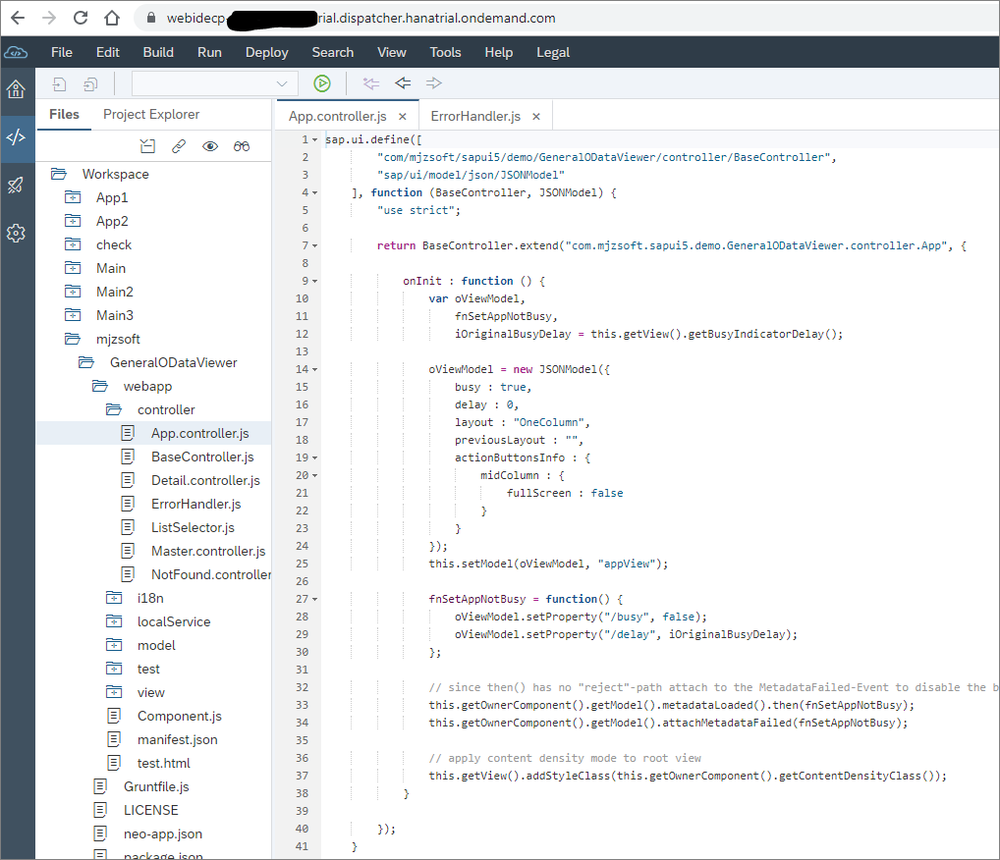 webidecp- rial.dispatcher.hanatrial.ondemand.com
File Edit Build Run Deploy Search View Tools Help Legal
Files Project Explorer
Workspace
App1
App2
check
Main
Main2
Main3
mjzsoft
GeneralODataViewer
webapp
controller
App.controller.js
BaseController.js
Detail.controller.js
ErrorHandler.js
ListSelector.js
Master.controller.js
NotFound.controller
i18n
localService
model
test
view
Component.js
manifest.json
test.html
Gruntfile.js
LICENSE
neo-app.json
package.json
App.controller.js × ErrorHandler.js ×
1 sap.ui.define([
2 "com/mjzsoft/sapui5/demo/GeneralODataViewer/controller/BaseController",
3 "sap/ui/model/json/JSONModel"
4 ], function (BaseController, JSONModel) {
5 "use strict";
6
7 return BaseController.extend("com.mjzsoft.sapui5.demo.GeneralODataViewer.controller.App", {
8
9 onInit : function () {
10 var oViewModel,
11 fnSetAppNotBusy,
12 iOriginalBusyDelay = this.getView().getBusyIndicatorDelay();
13
14 oViewModel = new JSONModel({
15 busy : true,
16 delay : 0,
17 layout : "OneColumn",
18 previousLayout : "",
19 actionButtonsInfo : {
20 midColumn : {
21 fullScreen : false
22 }
23 }
24 });
25 this.setModel(oViewModel, "appView");
26
27 fnSetAppNotBusy = function() {
28 oViewModel.setProperty("/busy", false);
29 oViewModel.setProperty("/delay", iOriginalBusyDelay);
30 };
31
32 // since then() has no "reject"-path attach to the MetadataFailed-Event to disable the b
33 this.getOwnerComponent().getModel().metadataLoaded().then(fnSetAppNotBusy);
34 this.getOwnerComponent().getModel().attachMetadataFailed(fnSetAppNotBusy);
35
36 // apply content density mode to root view
37 this.getView().addStyleClass(this.getOwnerComponent().getContentDensityClass());
38 }
39
40 });
41 }